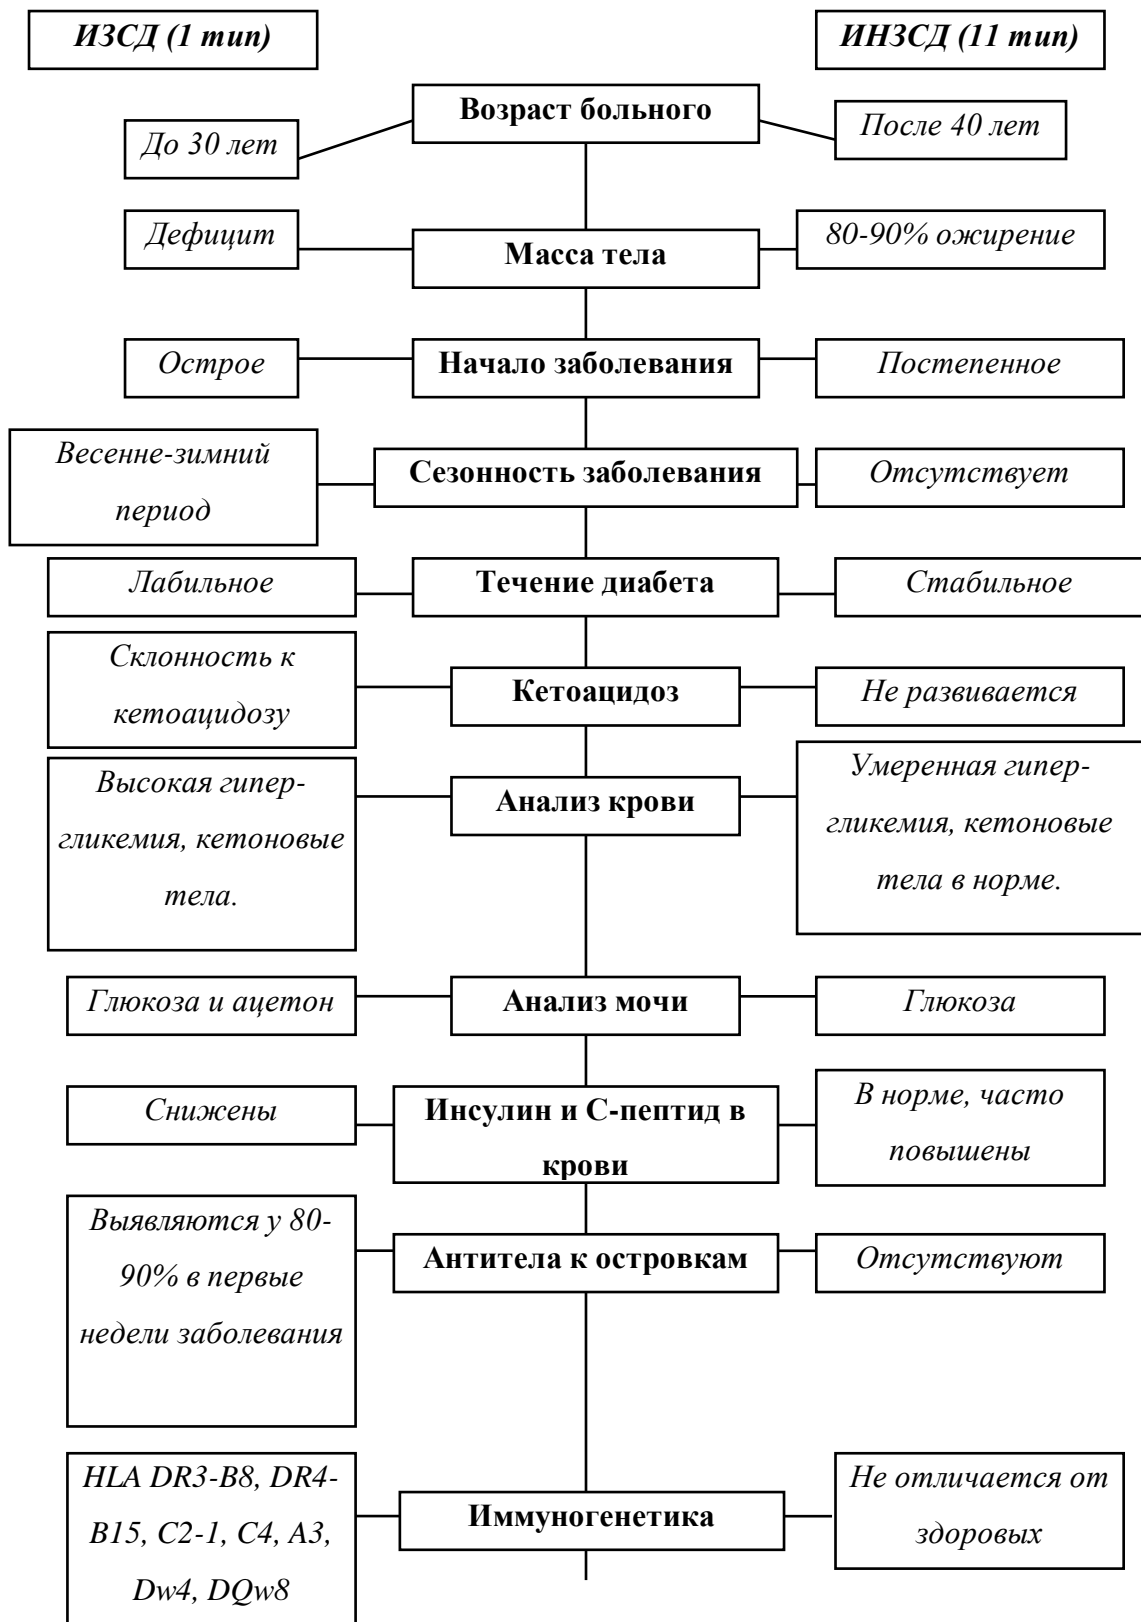 ИЗСД (1 тип)
ИНЗСД (11 тип)
Возраст больного
До 30 лет
После 40 лет
Дефицит
Масса тела
80-90% ожирение
Острое
Начало заболевания
Постепенное
Весенне-зимний
период
Сезонность заболевания
Отсутствует
Лабильное
Течение диабета
Стабильное
Склонность к
кетоацидозу
Кетоацидоз
Не развивается
Высокая гипер-
гликемия, кетоновые
тела.
Анализ крови
Умеренная гипер-
гликемия, кетоновые
тела в норме.
Глюкоза и ацетон
Анализ мочи
Глюкоза
Снижены
Инсулин и С-пептид в
крови
В норме, часто
повышены
Выявляются у 80-
90% в первые
недели заболевания
Антитела к островкам
Отсутствуют
HLA DR3-B8, DR4-
B15, C2-1, C4, A3,
Dw4, DQw8
Иммуногенетика
Не отличается от
здоровых